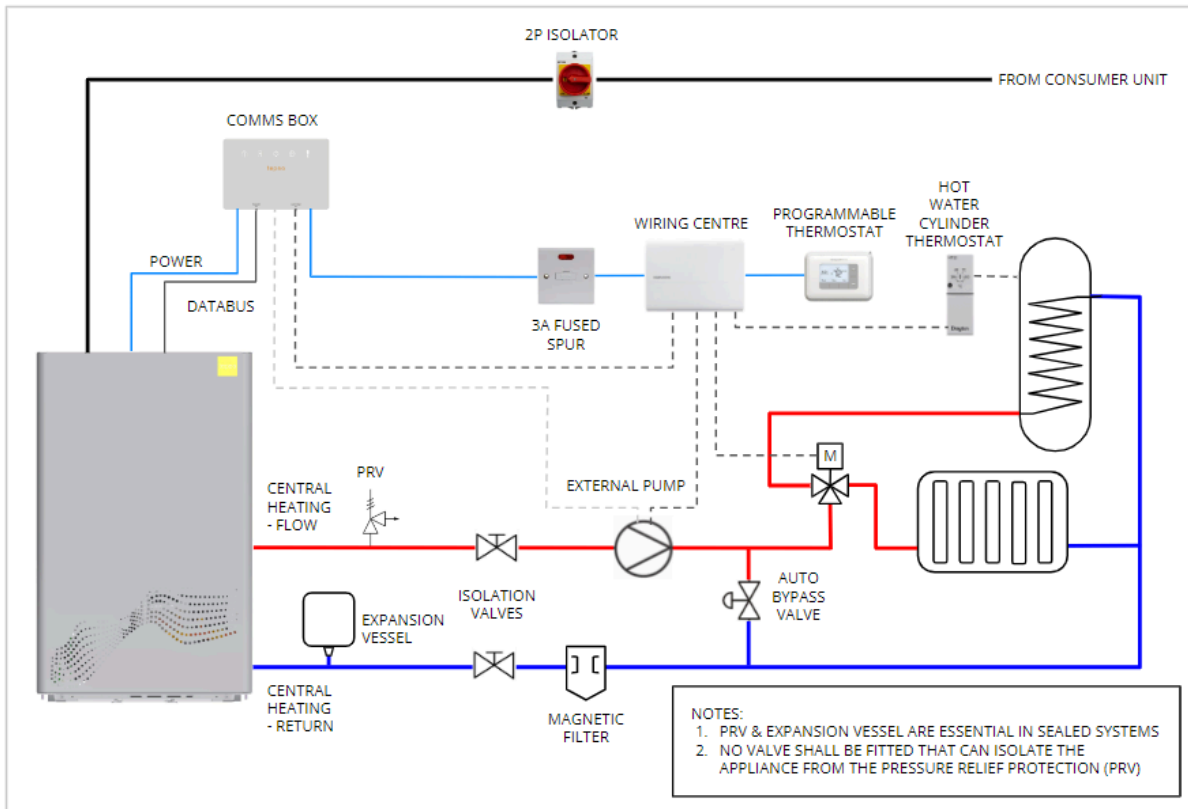 2P ISOLATOR
FROM CONSUMER UNIT
COMMS BOX
HOT
WATER
CYLINDER
THERMOSTAT
PROGRAMMABLE
THERMOSTAT
WIRING CENTRE
POWER
DATABUS
3A FUSED
SPUR
PRV
CENTRAL
HEATING
- FLOW
EXTERNAL PUMP
M
ISOLATION
VALVES
AUTO
BYPASS
VALVE
EXPANSION
VESSEL
CENTRAL
HEATING
- RETURN
MAGNETIC
FILTER
NOTES:
1. PRV & EXPANSION VESSEL ARE ESSENTIAL IN SEALED SYSTEMS
2. NO VALVE SHALL BE FITTED THAT CAN ISOLATE THE
APPLIANCE FROM THE PRESSURE RELIEF PROTECTION (PRV)